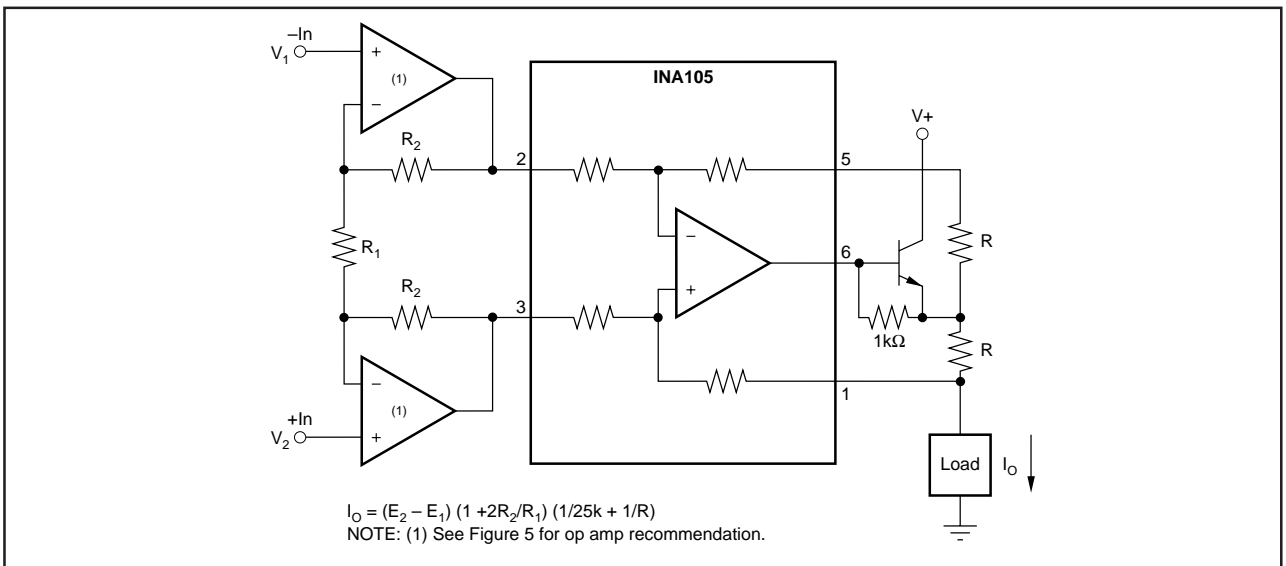 –In
V1
+
(1)
–
R2
R1
R2
–
(1)
+
+In
V2
INA105
2
5
–
+
6
3
1
V+
R
1kΩ
R
Load
IO
IO = (E2 – E1) (1 +2R2/R1) (1/25k + 1/R)
NOTE: (1) See Figure 5 for op amp recommendation.